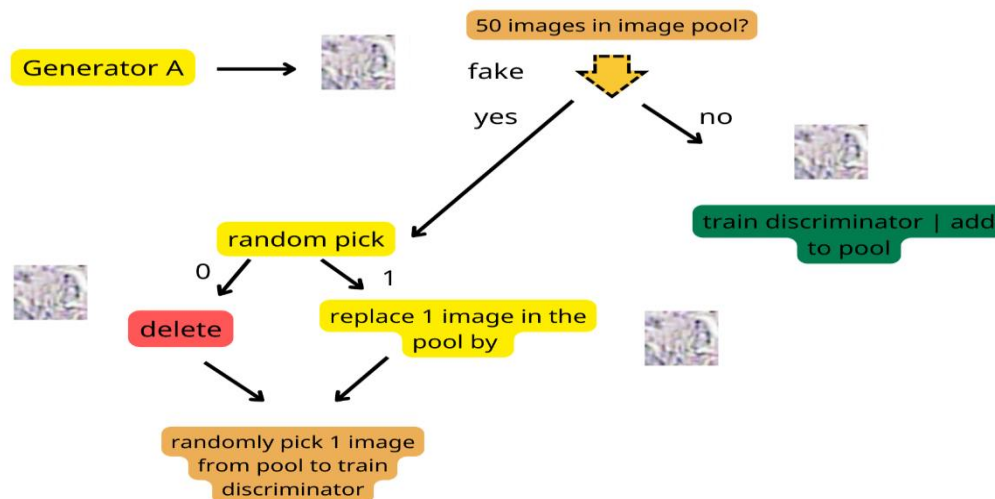 50 images in image pool?
Generator A
fake
yes
no
train discriminator | add
to pool
random pick
0
1
delete
replace 1 image in the
pool by
randomly pick 1 image
from pool to train
discriminator